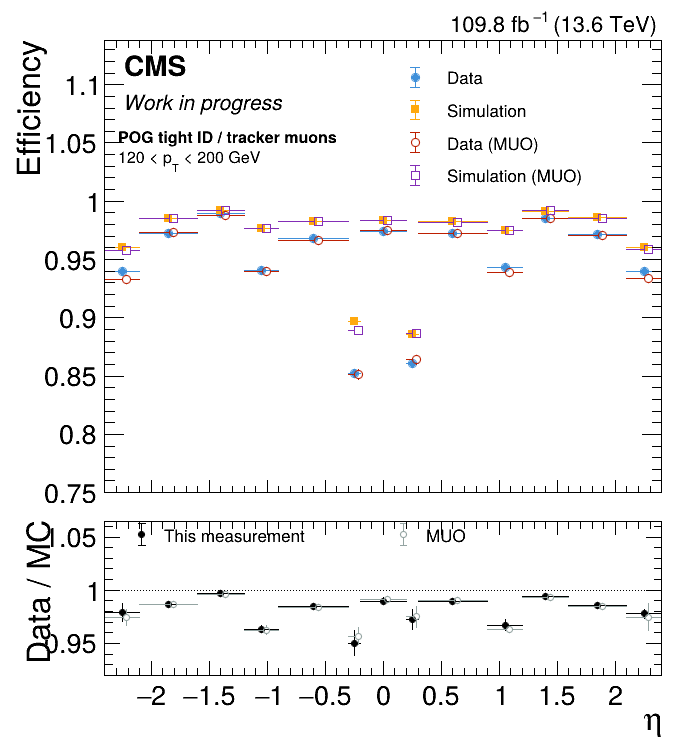 109.8 fb⁻¹ (13.6 TeV)
Efficiency
CMS
Work in progress
POG tight ID / tracker muons
120 < p_T < 200 GeV
Data
Simulation
Data (MUO)
Simulation (MUO)
1.1
1.05
1
0.95
0.9
0.85
0.8
0.75
Data / MC
This measurement
MUO
1.05
1
0.95
−2 −1.5 −1 −0.5 0 0.5 1 1.5 2
η